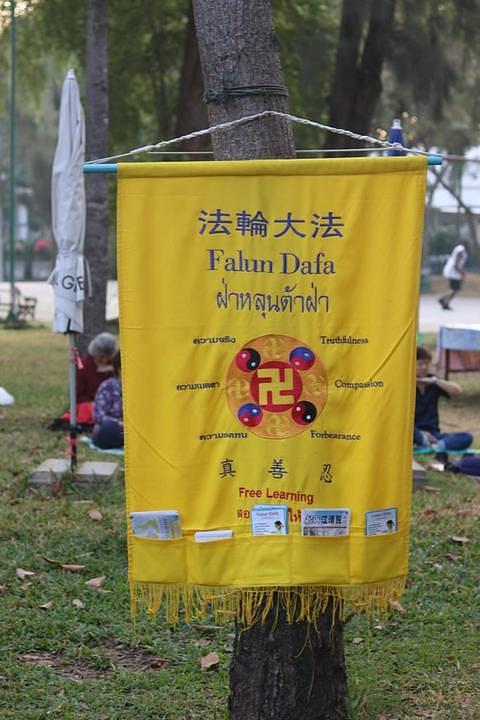 法輪大法
Falun Dafa
ฝ่าหลุนต้าฝ่า
ความจริง Truthfulness
ความเมตตา Compassion
ความอดทน Forbearance
真 善 忍
Free Learning
Falun Dafa